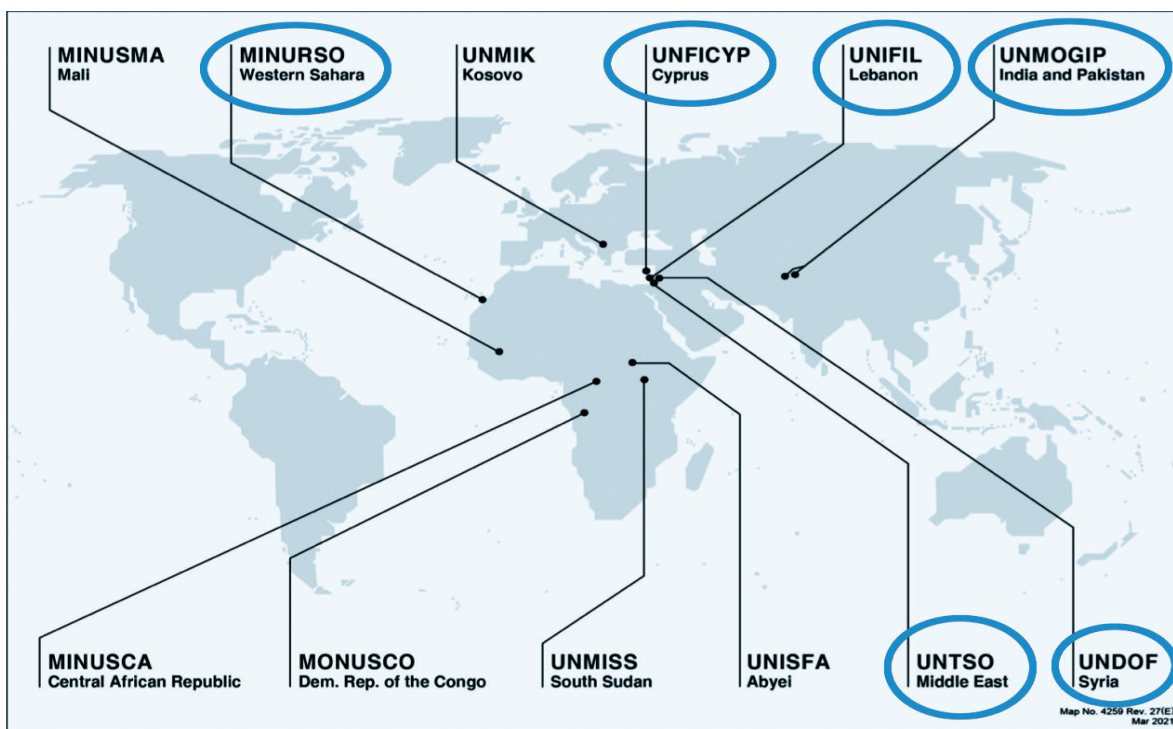 MINUSMA
Mali
MINURSO
Western Sahara
UNMIK
Kosovo
UNFICYP
Cyprus
UNIFIL
Lebanon
UNMOGIP
India and Pakistan
MINUSCA
Central African Republic
MONUSCO
Dem. Rep. of the Congo
UNMISS
South Sudan
UNISFA
Abyei
UNTSO
Middle East
UNDOF
Syria
Map No. 4259 Rev. 27(E)
Mar 2021